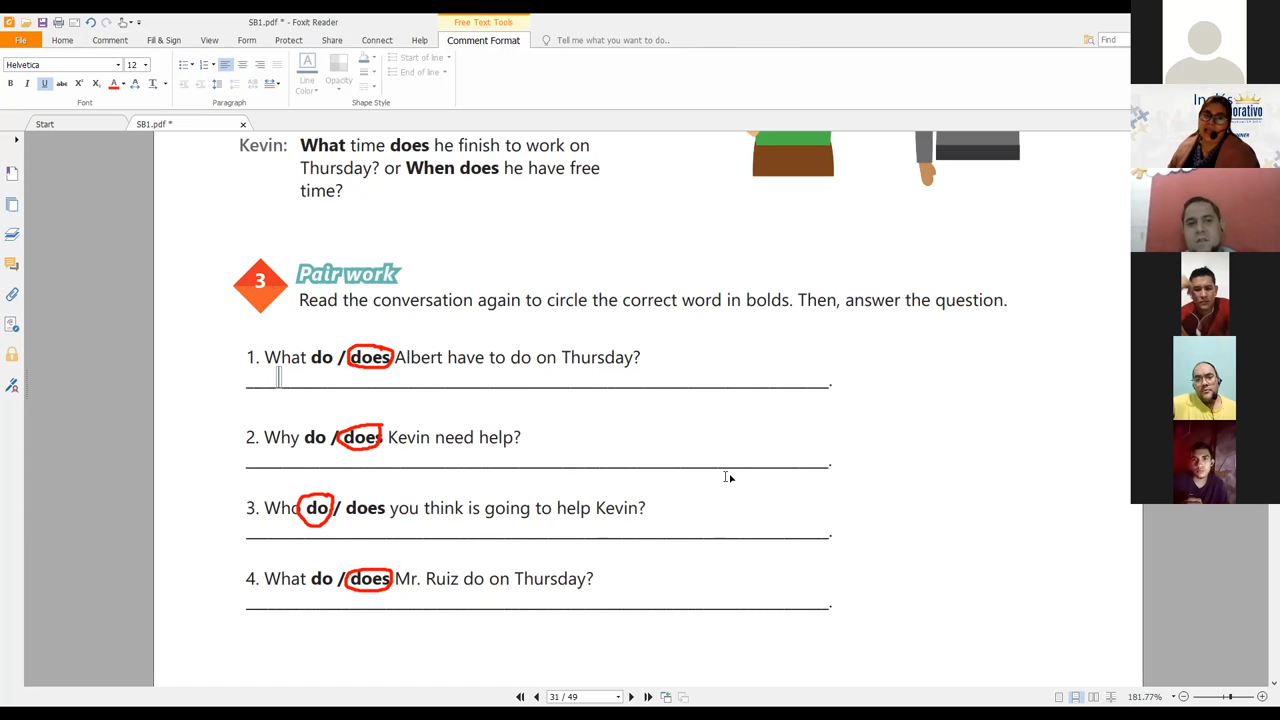 SB1.pdf * - Foxit Reader
Free Text Tools
File Home Comment Fill & Sign View Form Protect Share Connect Help Comment Format Tell me what you want to do.. Find
Helvetica 12
Line Color
Opacity
Start of line
End of line
Font Paragraph Shape Style
Start SB1.pdf *
Kevin: What time does he finish to work on
Thursday? or When does he have free
time?
3 Pair work
Read the conversation again to circle the correct word in bolds. Then, answer the question.
1. What do / does Albert have to do on Thursday?
2. Why do / does Kevin need help?
3. Who do / does you think is going to help Kevin?
4. What do / does Mr. Ruiz do on Thursday?
31 / 49
181.77%